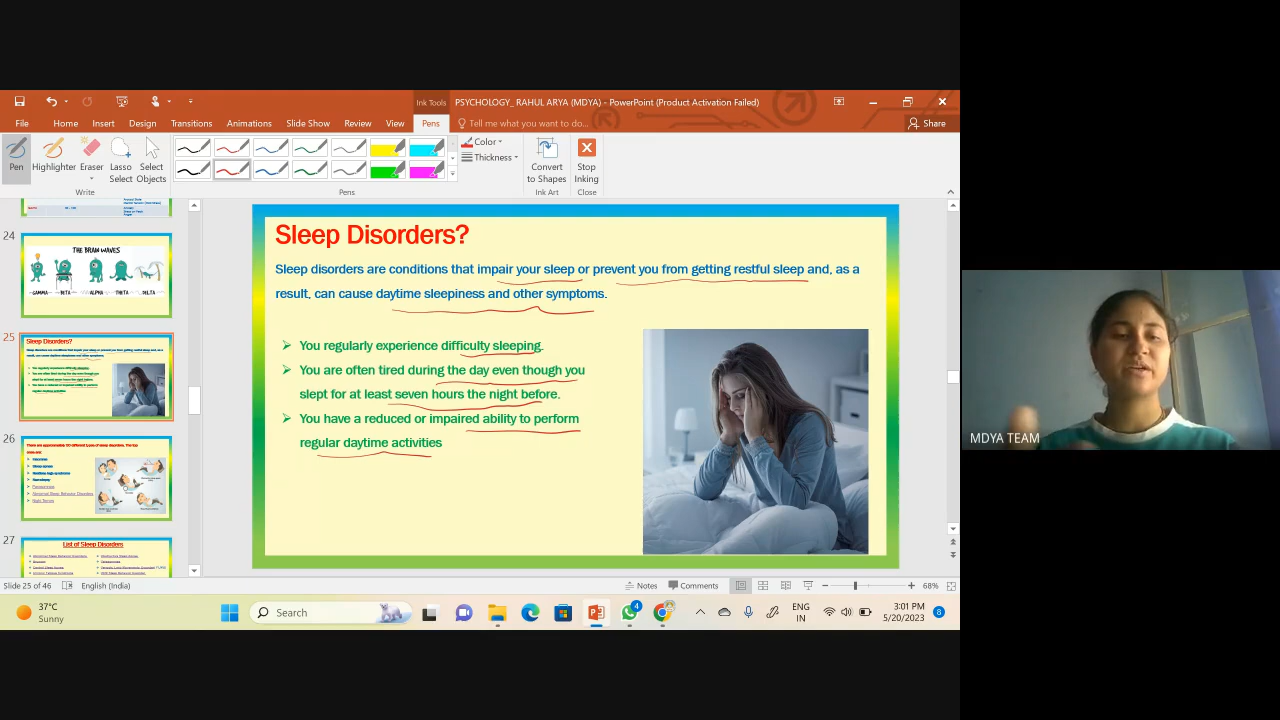 Ink Tools
PSYCHOLOGY_ RAHUL ARYA (MDYA) - PowerPoint (Product Activation Failed)
File Home Insert Design Transitions Animations Slide Show Review View Pens Tell me what you want to do... Share
Pen Highlighter Eraser Lasso Select Select Objects
Color
Thickness
Convert to Shapes
Stop Inking
Write Pens Ink Art Close
24
THE BRAIN WAVES
GAMMA BETA ALPHA THETA DELTA
25
Sleep Disorders?
26
27
List of Sleep Disorders
Sleep Disorders?
Sleep disorders are conditions that impair your sleep or prevent you from getting restful sleep and, as a
result, can cause daytime sleepiness and other symptoms.
You regularly experience difficulty sleeping.
You are often tired during the day even though you
slept for at least seven hours the night before.
You have a reduced or impaired ability to perform
regular daytime activities
MDYA TEAM
Slide 25 of 46 English (India) Notes Comments 68%
37°C
Sunny
Search
4
ENG
IN
3:01 PM
5/20/2023
8